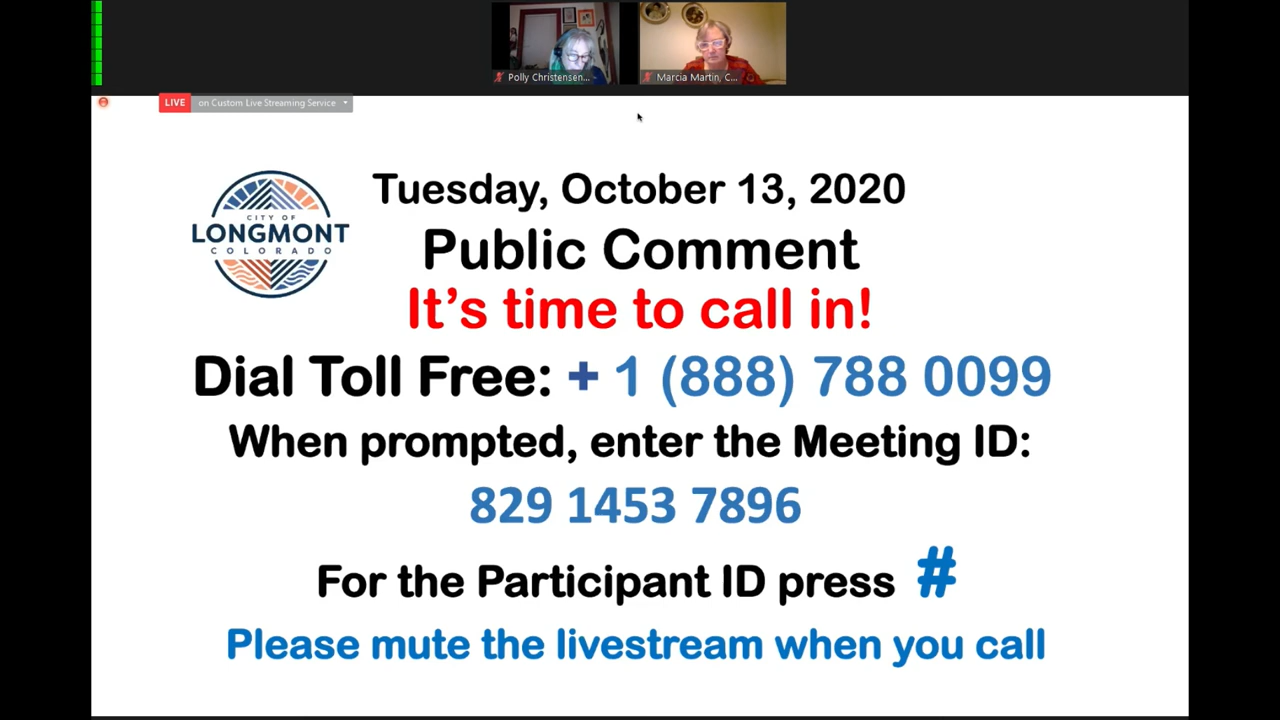 Polly Christensen...
Marcia Martin, C...
LIVE on Custom Live Streaming Service
CITY OF
LONGMONT
COLORADO
Tuesday, October 13, 2020
Public Comment
It's time to call in!
Dial Toll Free: + 1 (888) 788 0099
When prompted, enter the Meeting ID:
829 1453 7896
For the Participant ID press #
Please mute the livestream when you call